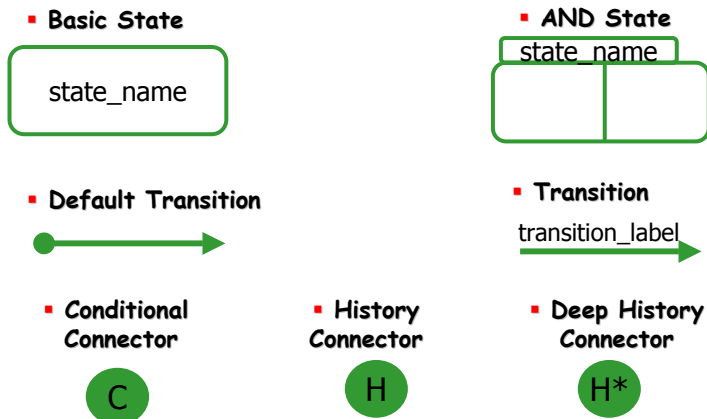 Basic State
AND State
state_name
state_name
Default Transition
Transition
transition_label
Conditional
Connector
History
Connector
Deep History
Connector
C
H
H*